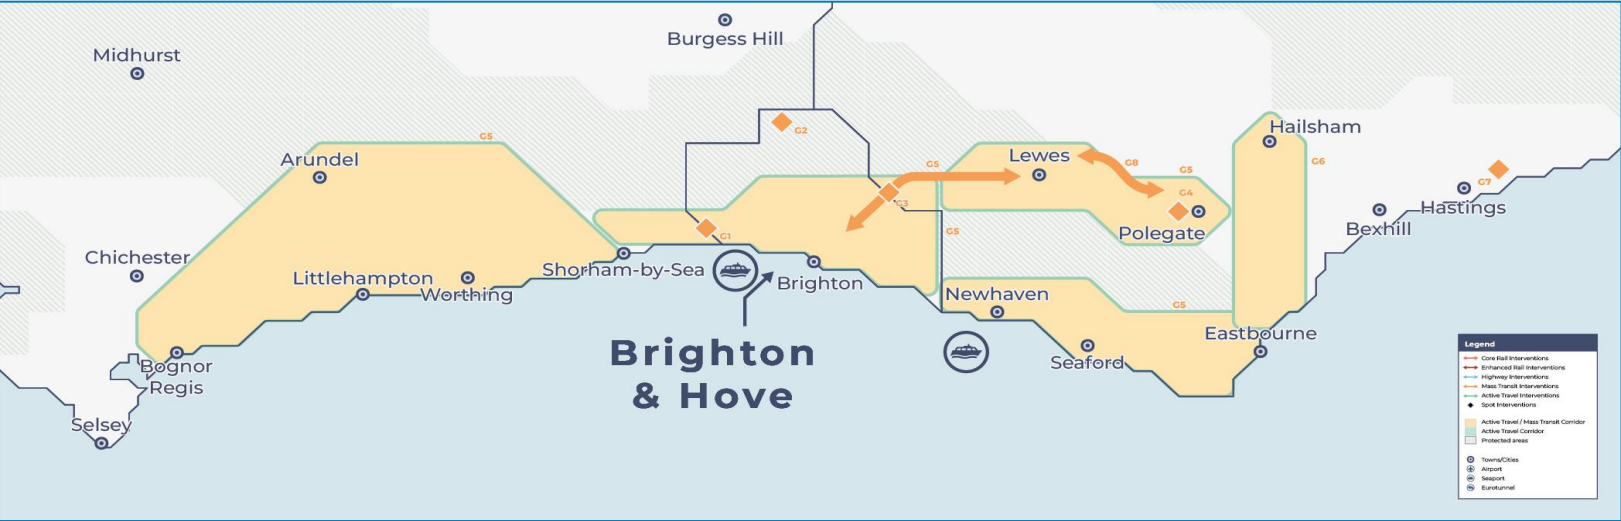 Burgess Hill
Midhurst
G5
G2
Hailsham
Arundel
Lewes
G8
G6
G5
G5
G7
G4
G3
Hastings
G1
G5
Polegate
Bexhill
Chichester
Littlehampton
Shorham-by-Sea
Brighton
Worthing
Newhaven
G5
Eastbourne
Brighton
& Hove
Seaford
Bognor
Regis
Selsey
Legend
Core Rail Interventions
Enhanced Rail Interventions
Highway Interventions
Mass Transit Interventions
Active Travel Interventions
Spot Interventions
Active Travel / Mass Transit Corridor
Active Travel Corridor
Protected areas
Towns/Cities
Airport
Seaport
Eurotunnel